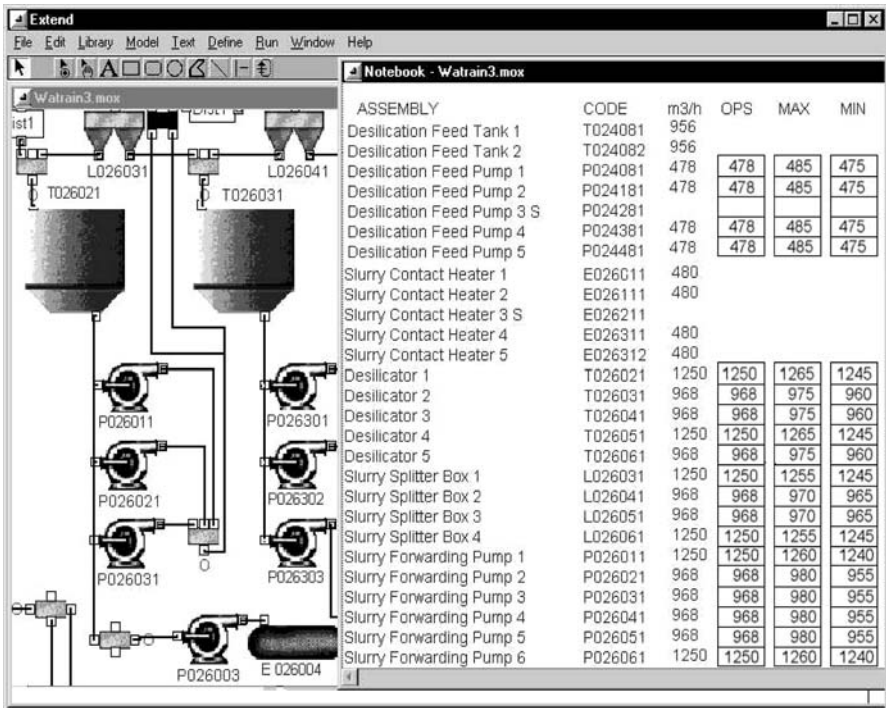 Extend
File Edit Library Model Text Define Run Window Help
Watrain3.mox
ist1
L026031
L026041
T026021
T026031
P026011
P026301
P026021
P026302
P026031
P026303
P026003
E 026004
Notebook - Watrain3.mox
ASSEMBLY CODE m3/h OPS MAX MIN
Desilication Feed Tank 1 T024081 956
Desilication Feed Tank 2 T024082 956
Desilication Feed Pump 1 P024081 478 478 485 475
Desilication Feed Pump 2 P024181 478 478 485 475
Desilication Feed Pump 3 S P024281
Desilication Feed Pump 4 P024381 478 478 485 475
Desilication Feed Pump 5 P024481 478 478 485 475
Slurry Contact Heater 1 E026011 480
Slurry Contact Heater 2 E026111 480
Slurry Contact Heater 3 S E026211
Slurry Contact Heater 4 E026311 480
Slurry Contact Heater 5 E026312 480
Desilicator 1 T026021 1250 1250 1265 1245
Desilicator 2 T026031 968 968 975 960
Desilicator 3 T026041 968 968 975 960
Desilicator 4 T026051 1250 1250 1265 1245
Desilicator 5 T026061 968 968 975 960
Slurry Splitter Box 1 L026031 1250 1250 1255 1245
Slurry Splitter Box 2 L026041 968 968 970 965
Slurry Splitter Box 3 L026051 968 968 970 965
Slurry Splitter Box 4 L026061 1250 1250 1255 1245
Slurry Forwarding Pump 1 P026011 1250 1250 1260 1240
Slurry Forwarding Pump 2 P026021 968 968 980 955
Slurry Forwarding Pump 3 P026031 968 968 980 955
Slurry Forwarding Pump 4 P026041 968 968 980 955
Slurry Forwarding Pump 5 P026051 968 968 980 955
Slurry Forwarding Pump 6 P026061 1250 1250 1260 1240